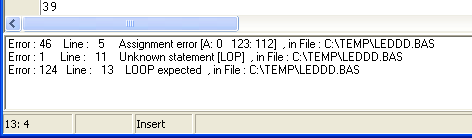 39
Error : 46 Line : 5 Assignment error [A: 0 123: 112] , in File : C:\TEMP\LEDDD.BAS
Error : 1 Line : 11 Unknown statement [LOP] , in File : C:\TEMP\LEDDD.BAS
Error : 124 Line : 13 LOOP expected , in File : C:\TEMP\LEDDD.BAS
13: 4 Insert